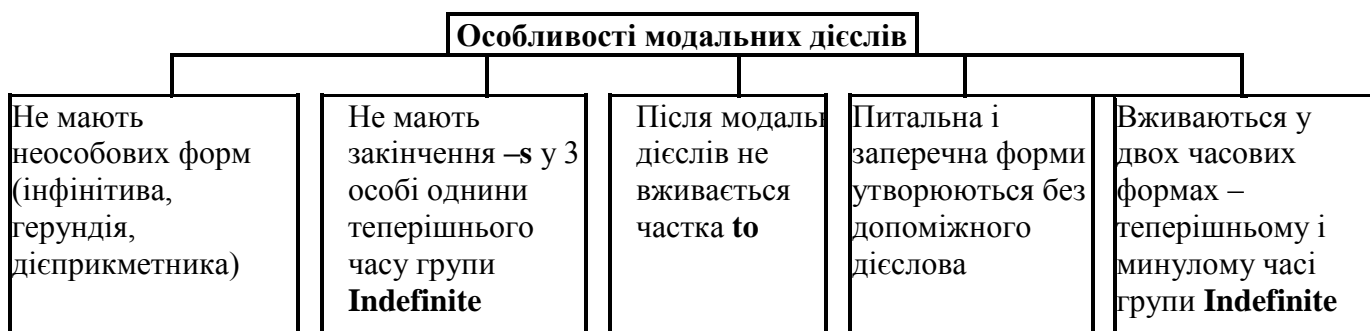 Особливості модальних дієслів
Не мають
неособових форм
(інфінітива,
герундія,
дієприкметника)
Не мають
закінчення –s у 3
особі однини
теперішнього
часу групи
Indefinite
Після модаль
дієслів не
вживається
частка to
Питальна і
заперечна форми
утворюються без
допоміжного
дієслова
Вживаються у
двох часових
формах –
теперішньому і
минулому часі
групи Indefinite